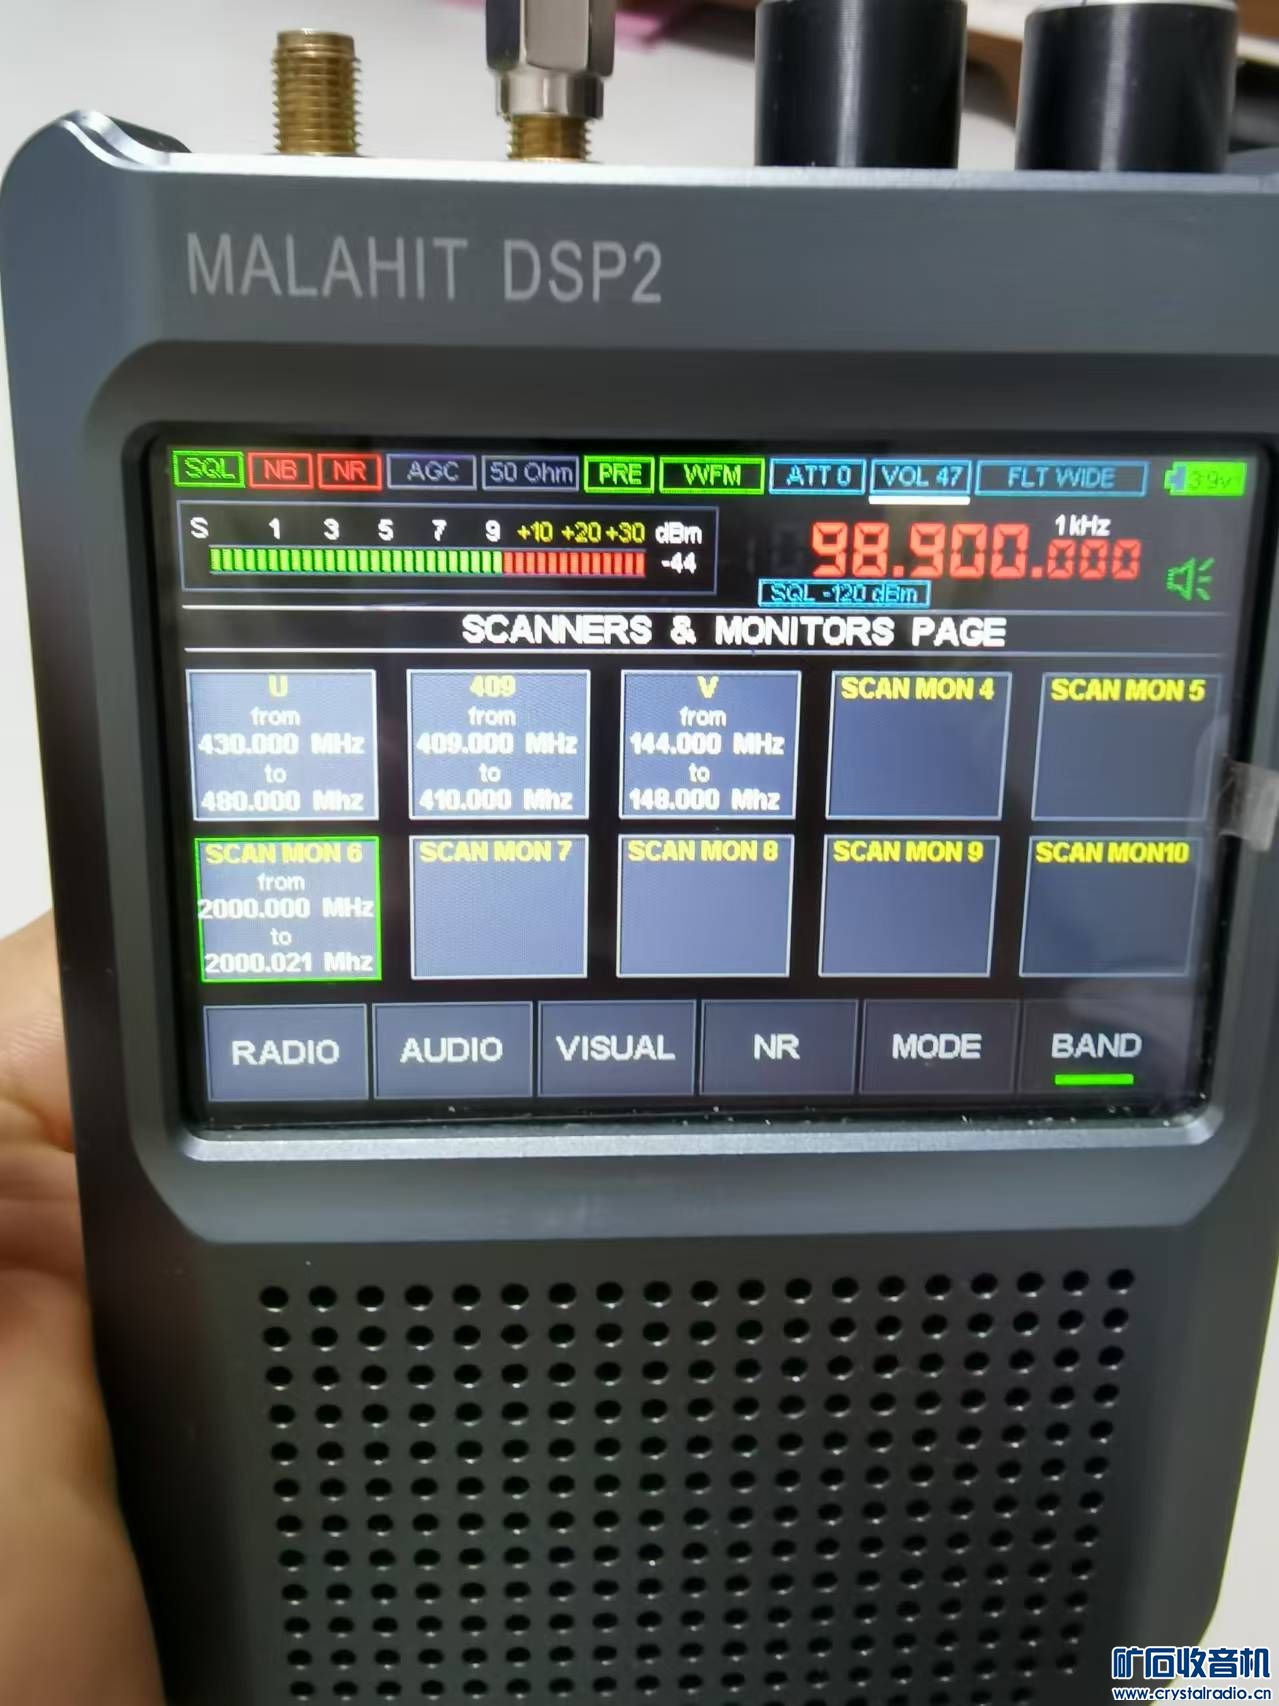 MALAHIT DSP2
SQL NB NR AGC 50 Ohm PRE WFM ATT 0 VOL 47 FLT WIDE 3.9v
S 1 3 5 7 9 +10 +20 +30 dBm
-44
98.900.000 1 kHz
SQL -120 dBm
SCANNERS & MONITORS PAGE
U
from
430.000 MHz
to
480.000 Mhz
409
from
409.000 MHz
to
410.000 Mhz
V
from
144.000 MHz
to
148.000 Mhz
SCAN MON 4
SCAN MON 5
SCAN MON 6
from
2000.000 MHz
to
2000.021 Mhz
SCAN MON 7
SCAN MON 8
SCAN MON 9
SCAN MON10
RADIO AUDIO VISUAL NR MODE BAND
矿石收音机
www.crystalradio.cn